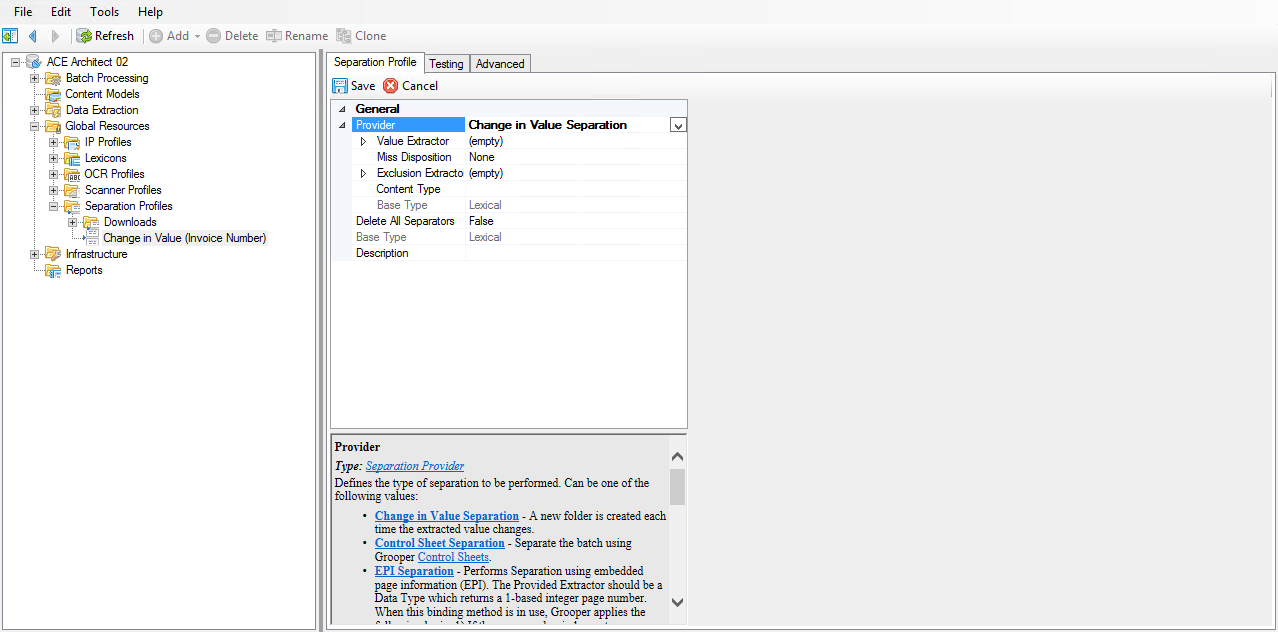 File Edit Tools Help
Refresh Add Delete Rename Clone
ACE Architect 02
Batch Processing
Content Models
Data Extraction
Global Resources
IP Profiles
Lexicons
OCR Profiles
Scanner Profiles
Separation Profiles
Downloads
Change in Value (Invoice Number)
Infrastructure
Reports
Separation Profile Testing Advanced
Save Cancel
General
Provider Change in Value Separation
Value Extractor (empty)
Miss Disposition None
Exclusion Extracto (empty)
Content Type
Base Type Lexical
Delete All Separators False
Base Type Lexical
Description
Provider
Type: Separation Provider
Defines the type of separation to be performed. Can be one of the
following values:
• Change in Value Separation - A new folder is created each
time the extracted value changes.
• Control Sheet Separation - Separate the batch using
Grooper Control Sheets.
• EPI Separation - Performs Separation using embedded
page information (EPI). The Provided Extractor should be a
Data Type which returns a 1-based integer page number.
When this binding method is in use, Grooper applies the